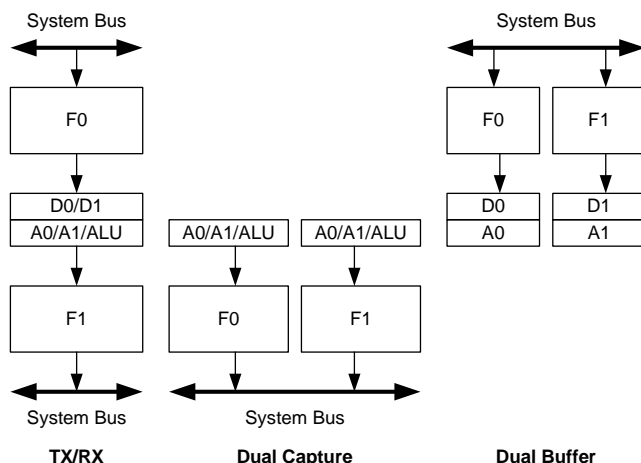 System Bus
F0
D0/D1
A0/A1/ALU
F1
System Bus
TX/RX
A0/A1/ALU
A0/A1/ALU
F0
F1
System Bus
Dual Capture
System Bus
F0
F1
D0
D1
A0
A1
Dual Buffer